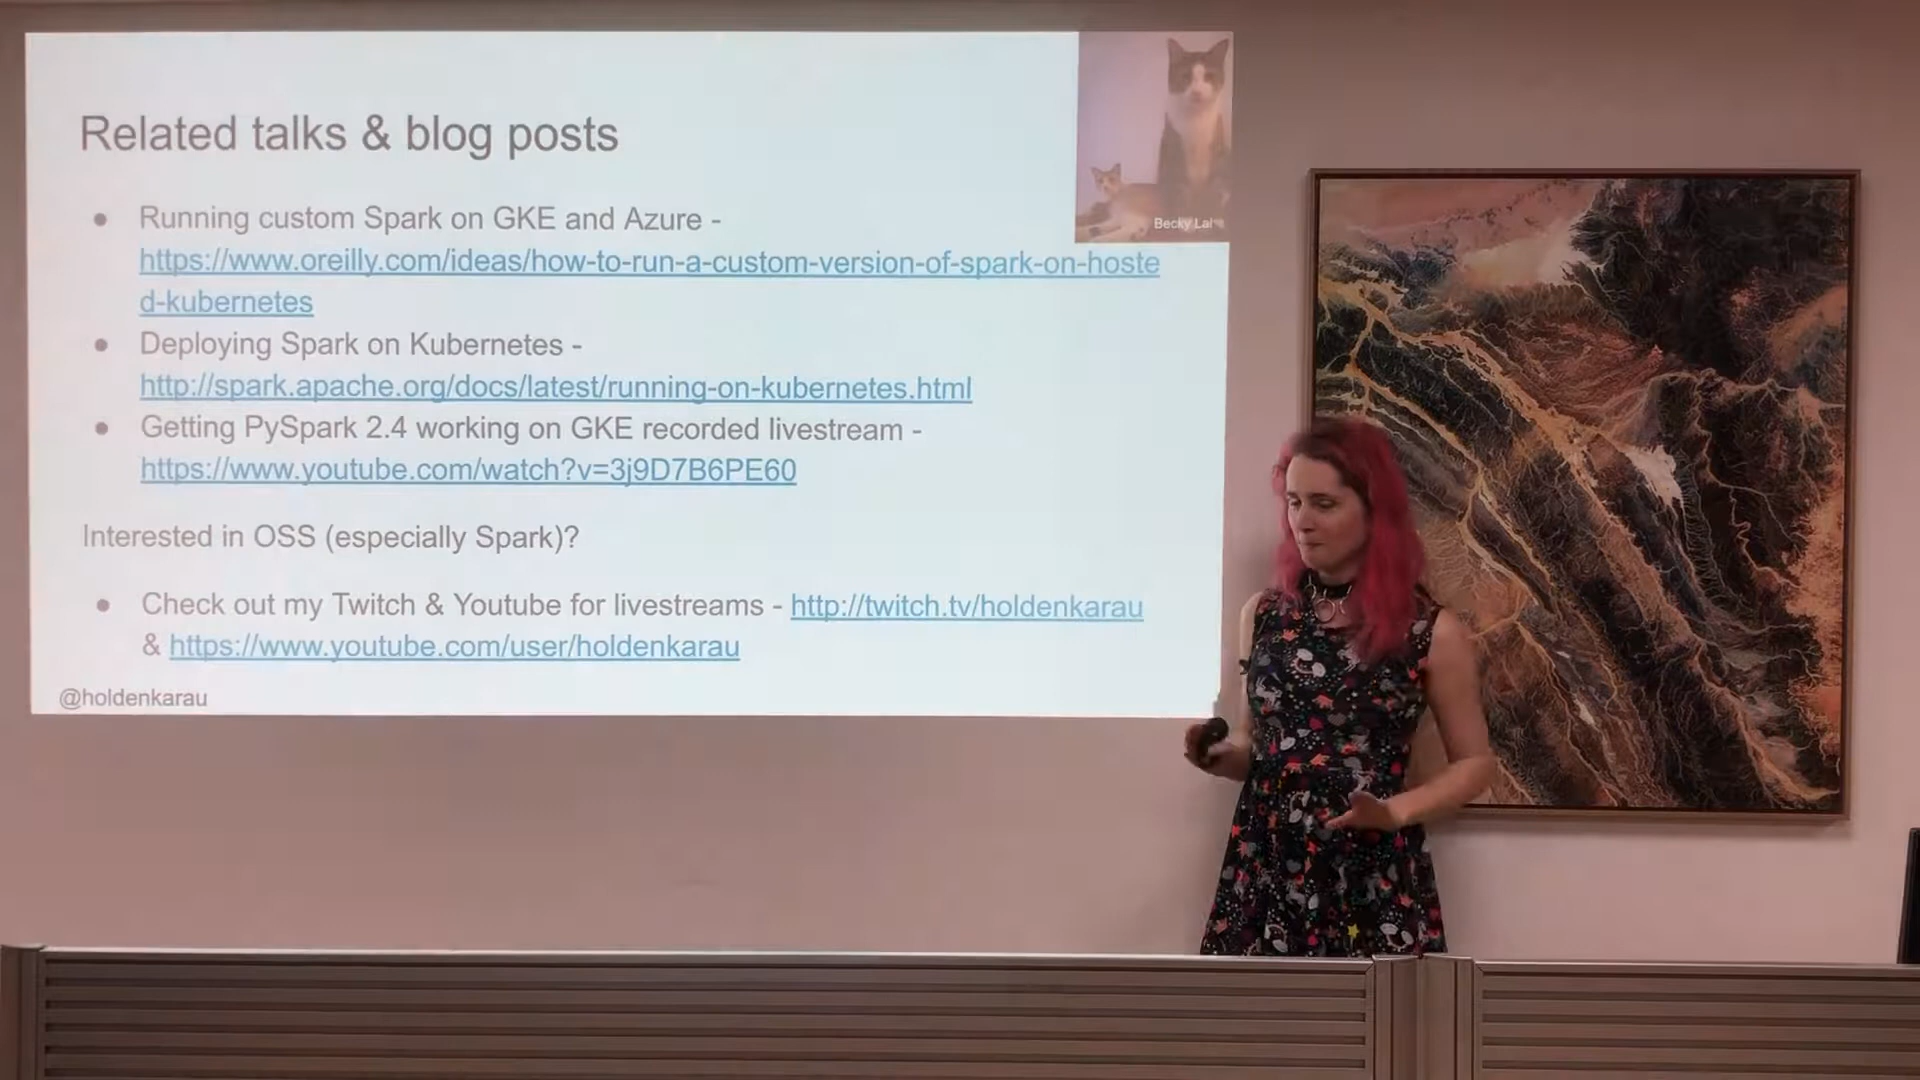 Related talks & blog posts
● Running custom Spark on GKE and Azure -
https://www.oreilly.com/ideas/how-to-run-a-custom-version-of-spark-on-hoste
d-kubernetes
● Deploying Spark on Kubernetes -
http://spark.apache.org/docs/latest/running-on-kubernetes.html
● Getting PySpark 2.4 working on GKE recorded livestream -
https://www.youtube.com/watch?v=3j9D7B6PE60
Interested in OSS (especially Spark)?
● Check out my Twitch & Youtube for livestreams - http://twitch.tv/holdenkarau
& https://www.youtube.com/user/holdenkarau
@holdenkarau
Becky